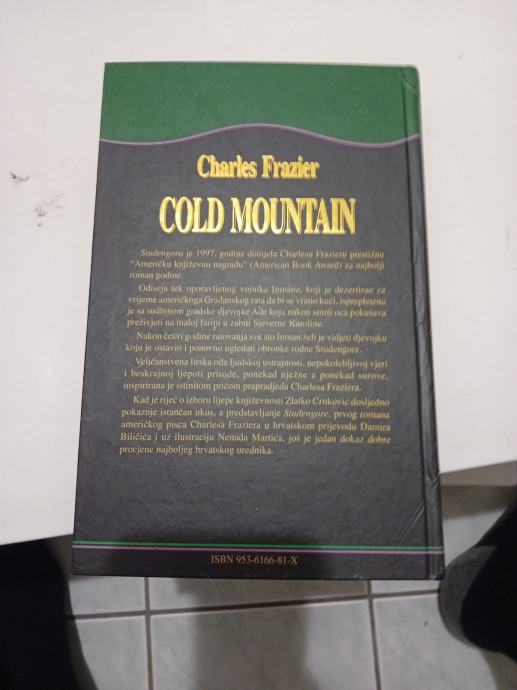 Charles Frazier
COLD MOUNTAIN
Studengora je 1997. godine donijela Charlesu Frazieru prestižnu
"Američku književnu nagradu" (American Book Award) za najbolji
roman godine.
Odiseja tek oporavljenog vojnika Inmana, koji je dezertirao za
vrijeme američkoga Građanskog rata da bi se vratio kući, isprepletena
je sa sudbinom gradske djevojke Ade koja nakon smrti oca pokušava
preživjeti na maloj farmi u zabiti Sjeverne Karoline.
Nakon četiri godine ratovanja sve što Inman želi je vidjeti djevojku
koju je ostavio i ponovno ugledati obronke rodne Studengore.
Veličanstvena lirska oda ljudskoj ustrajnosti, nepokolebljivoj vjeri
i beskrajnoj ljepoti prirode, ponekad nježne a ponekad surove,
inspirirana je istinitom pričom prapradjeda Charlesa Fraziera.
Kad je riječ o izboru lijepe književnosti Zlatko Crnković dosljedno
pokazuje istančan ukus, a predstavljanje Studengore, prvog romana
američkog pisca Charlesa Fraziera u hrvatskom prijevodu Damira
Biličića i uz ilustraciju Nenada Martića, još je jedan dokaz dobre
procjene najboljeg hrvatskog urednika.
ISBN 953-6166-81-X